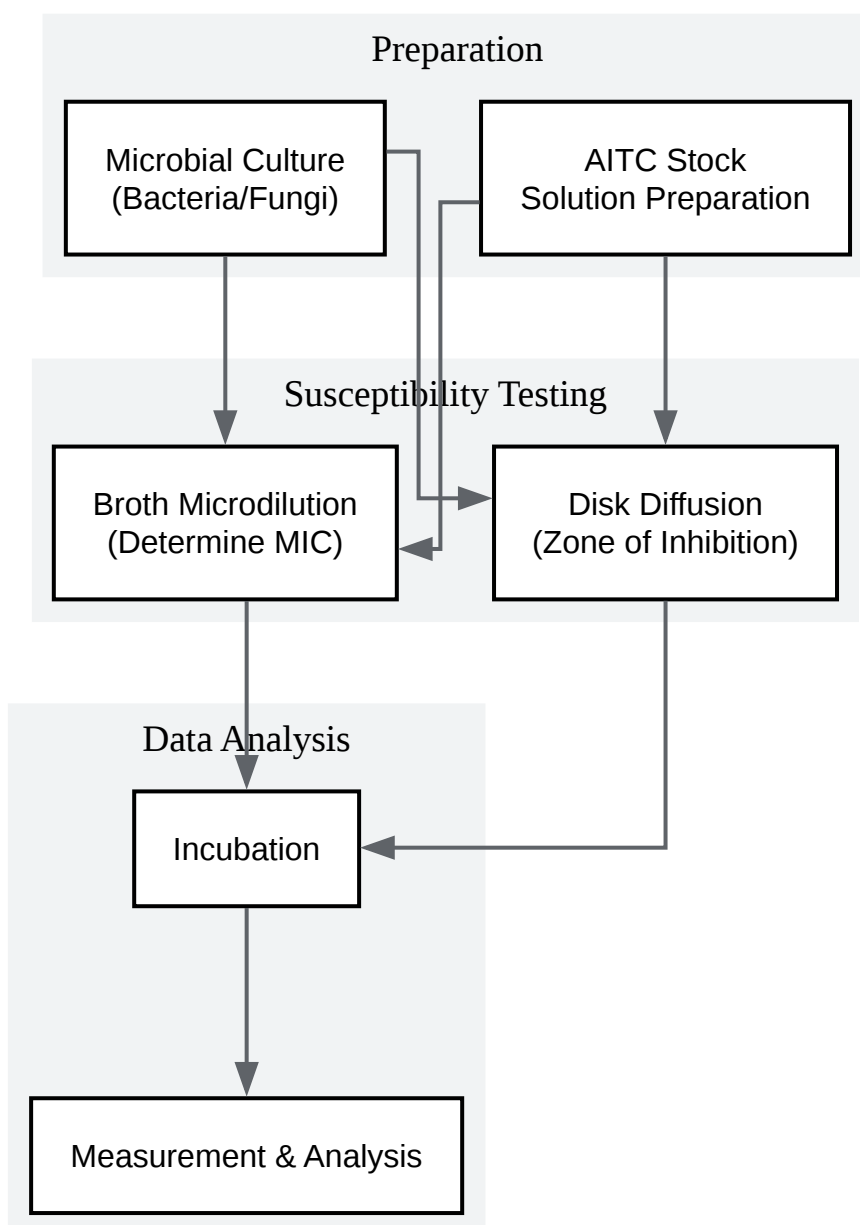 Preparation
Microbial Culture
(Bacteria/Fungi)
AITC Stock
Solution Preparation
Susceptibility Testing
Broth Microdilution
(Determine MIC)
Disk Diffusion
(Zone of Inhibition)
Data Analysis
Incubation
Measurement & Analysis